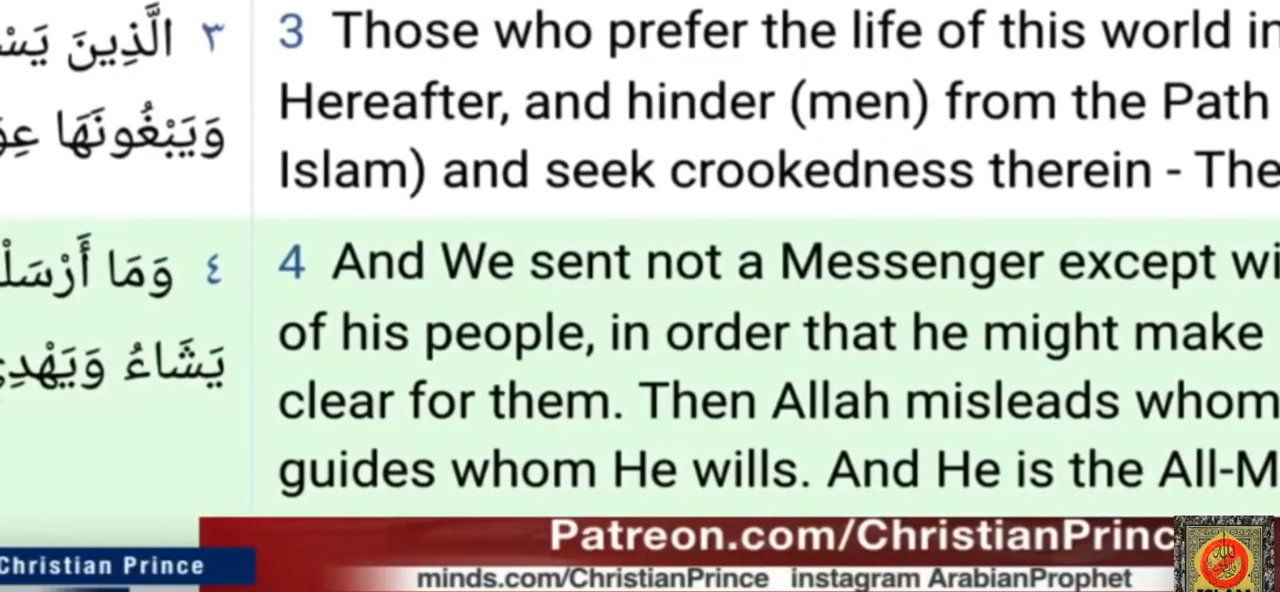 ٣ الَّذِينَ
وَيَبْغُونَهَا
3 Those who prefer the life of this world
Hereafter, and hinder (men) from the Path
Islam) and seek crookedness therein - The
٤ وَمَا
يَشَاءُ
4 And We sent not a Messenger except
of his people, in order that he might make
clear for them. Then Allah misleads whom
guides whom He wills. And He is the All-M
Patreon.com/ChristianPrinc
Christian Prince
minds.com/ChristianPrince instagram ArabianProphet